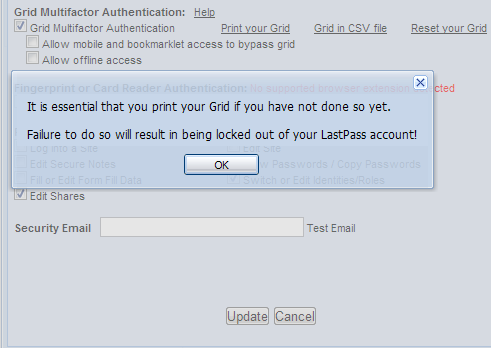 Grid Multifactor Authentication: Help
Grid Multifactor Authentication Print your Grid Grid in CSV file Reset your Grid
Allow mobile and bookmarklet access to bypass grid
Allow offline access
Fingerprint or Card Reader Authentication: No supported browser extension
It is essential that you print your Grid if you have not done so yet.
Failure to do so will result in being locked out of your LastPass account!
Log into a Site Edit Site
Edit Secure Notes Passwords / Copy Passwords
OK
Fill or Edit Form Fill Data Switch or Edit Identities/Roles
Edit Shares
Security Email Test Email
Update Cancel